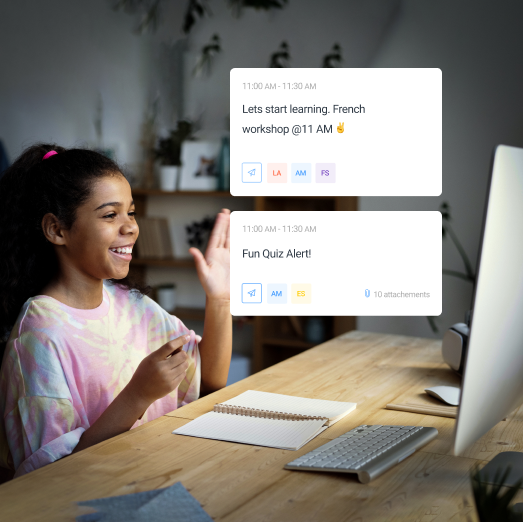 11:00 AM - 11:30 AM
Lets start learning. French
workshop @11 AM ✌
LA AM FS
11:00 AM - 11:30 AM
Fun Quiz Alert!
AM ES 10 attachements